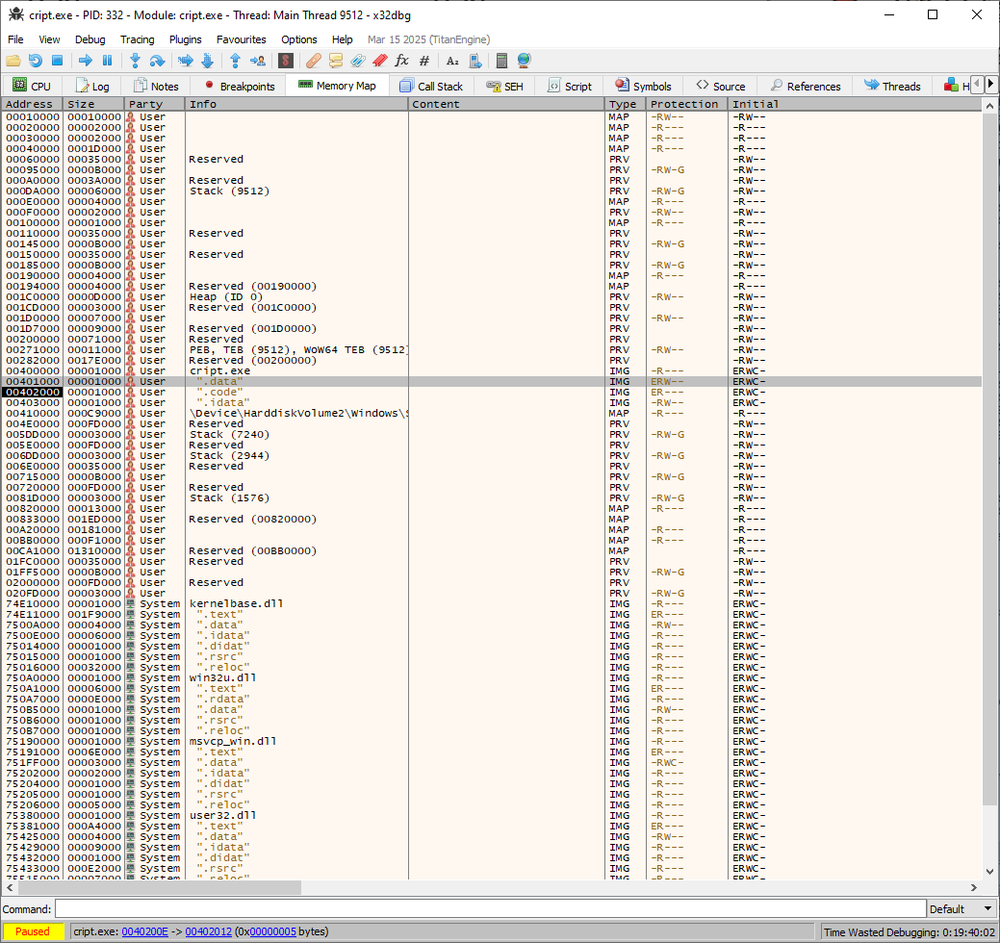 cript.exe - PID: 332 - Module: cript.exe - Thread: Main Thread 9512 - x32dbg
File View Debug Tracing Plugins Favourites Options Help Mar 15 2025 (TitanEngine)
CPU Log Notes Breakpoints Memory Map Call Stack SEH Script Symbols Source References Threads H
Address Size Party Info Content Type Protection Initial
00010000 00010000 User MAP -RW-- -RW--
00020000 00002000 User MAP -R--- -R---
00030000 00002000 User MAP -R--- -R---
00040000 0001D000 User MAP -R--- -R---
00060000 00035000 User Reserved PRV -RW--
00095000 0000B000 User PRV -RW-G -RW--
000A0000 0003A000 User Reserved PRV -RW--
000DA000 00006000 User Stack (9512) PRV -RW-G -RW--
000E0000 00004000 User MAP -R--- -R---
000F0000 00002000 User PRV -RW-- -RW--
00100000 00001000 User MAP -R--- -R---
00110000 00035000 User Reserved PRV -RW--
00145000 0000B000 User PRV -RW-G -RW--
00150000 00035000 User Reserved PRV -RW--
00185000 0000B000 User PRV -RW-G -RW--
00190000 00004000 User MAP -R--- -R---
00194000 00004000 User Reserved (00190000) MAP -R---
001C0000 0000D000 User Heap (ID 0) PRV -RW-- -RW--
001CD000 00003000 User Reserved (001C0000) PRV -RW--
001D0000 00007000 User PRV -RW-- -RW--
001D7000 00009000 User Reserved (001D0000) PRV -RW--
00200000 00071000 User Reserved PRV -RW--
00271000 00011000 User PEB, TEB (9512), WoW64 TEB (9512) PRV -RW-- -RW--
00282000 0017E000 User Reserved (00200000) PRV -RW--
00400000 00001000 User cript.exe IMG -R--- ERWC-
00401000 00001000 User ".data" IMG ERW-- ERWC-
00402000 00001000 User ".code" IMG ER--- ERWC-
00403000 00001000 User ".idata" IMG -RW-- ERWC-
00410000 000C9000 User \Device\HarddiskVolume2\Windows\S MAP -R--- -R---
004E0000 000FD000 User Reserved PRV -RW--
005DD000 00003000 User Stack (7240) PRV -RW-G -RW--
005E0000 000FD000 User Reserved PRV -RW--
006DD000 00003000 User Stack (2944) PRV -RW-G -RW--
006E0000 00035000 User Reserved PRV -RW--
00715000 0000B000 User PRV -RW-G -RW--
00720000 000FD000 User Reserved PRV -RW--
0081D000 00003000 User Stack (1576) PRV -RW-G -RW--
00820000 00013000 User MAP -R--- -R---
00833000 001ED000 User Reserved (00820000) MAP -R---
00A20000 00181000 User MAP -R--- -R---
00BB0000 000F1000 User MAP -R--- -R---
00CA1000 01310000 User Reserved (00BB0000) MAP -R---
01FC0000 00035000 User Reserved PRV -RW--
01FF5000 0000B000 User PRV -RW-G -RW--
02000000 000FD000 User Reserved PRV -RW--
020FD000 00003000 User PRV -RW-G -RW--
74E10000 00001000 System kernelbase.dll IMG -R--- ERWC-
74E11000 001F9000 System ".text" IMG ER--- ERWC-
7500A000 00004000 System ".data" IMG -RW-- ERWC-
7500E000 00006000 System ".idata" IMG -R--- ERWC-
75014000 00001000 System ".didat" IMG -R--- ERWC-
75015000 00001000 System ".rsrc" IMG -R--- ERWC-
75016000 00032000 System ".reloc" IMG -R--- ERWC-
750A0000 00001000 System win32u.dll IMG -R--- ERWC-
750A1000 00006000 System ".text" IMG ER--- ERWC-
750A7000 0000E000 System ".rdata" IMG -R--- ERWC-
750B5000 00001000 System ".data" IMG -RW-- ERWC-
750B6000 00001000 System ".rsrc" IMG -R--- ERWC-
750B7000 00001000 System ".reloc" IMG -R--- ERWC-
75190000 00001000 System msvcp_win.dll IMG -R--- ERWC-
75191000 0006E000 System ".text" IMG ER--- ERWC-
751FF000 00003000 System ".data" IMG -RWC- ERWC-
75202000 00002000 System ".idata" IMG -R--- ERWC-
75204000 00001000 System ".didat" IMG -R--- ERWC-
75205000 00001000 System ".rsrc" IMG -R--- ERWC-
75206000 00005000 System ".reloc" IMG -R--- ERWC-
75380000 00001000 System user32.dll IMG -R--- ERWC-
75381000 000A4000 System ".text" IMG ER--- ERWC-
75425000 00004000 System ".data" IMG -RW-- ERWC-
75429000 00009000 System ".idata" IMG -R--- ERWC-
75432000 00001000 System ".didat" IMG -R--- ERWC-
75433000 000E2000 System ".rsrc" IMG -R--- ERWC-
75515000 00007000 System ".reloc" IMG -R--- ERWC-
Command: Default
Paused cript.exe: 0040200E -> 00402012 (0x00000005 bytes) Time Wasted Debugging: 0:19:40:02